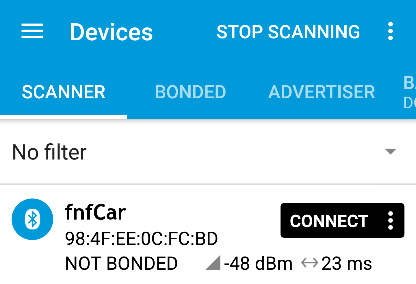 Devices STOP SCANNING
SCANNER BONDED ADVERTISER
No filter
fnfCar
CONNECT
98:4F:EE:0C:FC:BD
NOT BONDED -48 dBm 23 ms